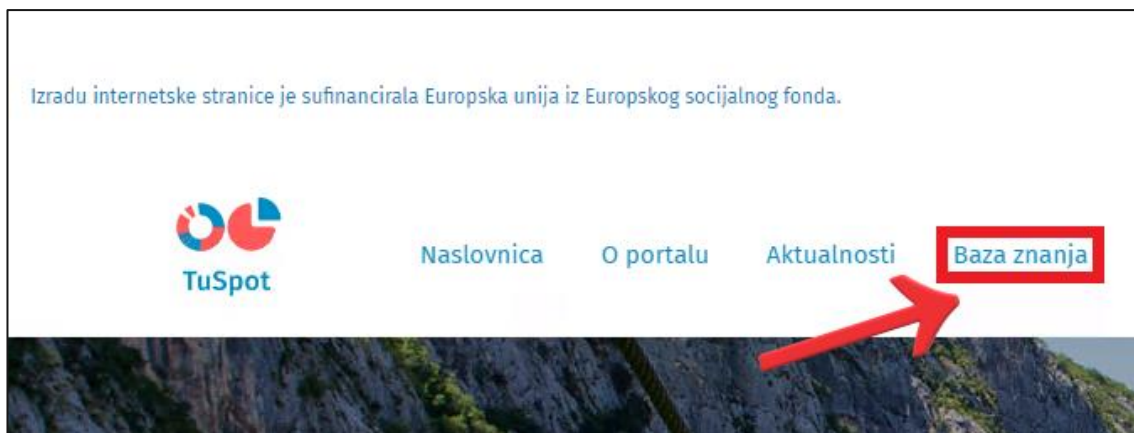 Izradu internetske stranice je sufinancirala Europska unija iz Europskog socijalnog fonda.
TuSpot
Naslovnica O portalu Aktualnosti Baza znanja